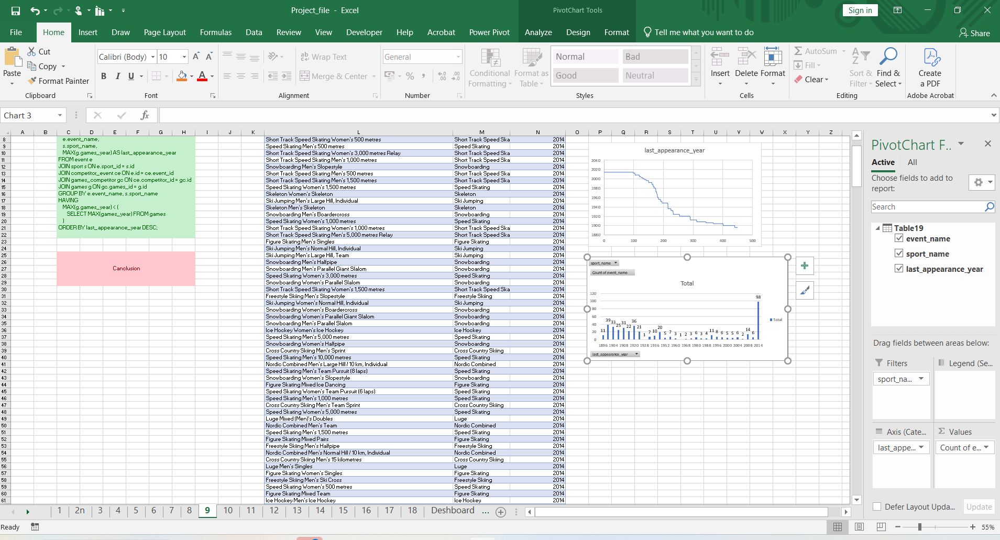 Project_file - Excel
PivotChart Tools
Sign in
File Home Insert Draw Page Layout Formulas Data Review View Developer Help Acrobat Power Pivot Analyze Design Format Tell me what you want to do Share
Paste
Cut
Copy
Format Painter
Clipboard
Calibri (Body) 10
B I U
Font
Wrap Text
Merge & Center
Alignment
General
Number
Conditional Formatting
Format as Table
Normal Bad
Good Neutral
Styles
Insert Delete Format
Cells
AutoSum
Fill
Clear
Sort & Filter
Find & Select
Editing
Create a PDF
Adobe Acrobat
Chart 3
fx
A B C D E F G H I J K L M N O P Q R S T U V W X Y Z
e.event_name,
s.sport_name,
MAX(g.games_year) AS last_appearance_year
FROM event e
JOIN sport s ON e.sport_id = s.id
JOIN competitor_event ce ON e.id = ce.event_id
JOIN games_competitor gc ON ce.competitor_id = gc.id
JOIN games g ON gc.games_id = g.id
GROUP BY e.event_name, s.sport_name
HAVING
MAX(g.games_year) < (
SELECT MAX(games_year) FROM games
)
ORDER BY last_appearance_year DESC;
Canclusion
8 Short Track Speed Skating Women's 500 metres Short Track Speed Ska 2014
9 Speed Skating Men's 500 metres Speed Skating 2014
10 Short Track Speed Skating Women's 3,000 metres Relay Short Track Speed Ska 2014
11 Short Track Speed Skating Men's 1,000 metres Short Track Speed Ska 2014
12 Snowboarding Men's Slopestyle Snowboarding 2014
13 Short Track Speed Skating Men's 500 metres Short Track Speed Ska 2014
14 Short Track Speed Skating Men's 1,500 metres Short Track Speed Ska 2014
15 Speed Skating Women's 1,500 metres Speed Skating 2014
16 Skeleton Women's Skeleton Skeleton 2014
17 Ski Jumping Men's Large Hill, Individual Ski Jumping 2014
18 Skeleton Men's Skeleton Skeleton 2014
19 Snowboarding Men's Boardercross Snowboarding 2014
20 Speed Skating Women's 1,000 metres Speed Skating 2014
21 Short Track Speed Skating Women's 1,000 metres Short Track Speed Ska 2014
22 Short Track Speed Skating Men's 5,000 metres Relay Short Track Speed Ska 2014
23 Figure Skating Men's Singles Figure Skating 2014
24 Ski Jumping Men's Normal Hill, Individual Ski Jumping 2014
25 Ski Jumping Men's Large Hill, Team Ski Jumping 2014
26 Snowboarding Men's Halfpipe Snowboarding 2014
27 Snowboarding Men's Parallel Giant Slalom Snowboarding 2014
28 Speed Skating Women's 3,000 metres Speed Skating 2014
29 Snowboarding Women's Parallel Slalom Snowboarding 2014
30 Short Track Speed Skating Women's 1,500 metres Short Track Speed Ska 2014
31 Freestyle Skiing Men's Slopestyle Freestyle Skiing 2014
32 Ski Jumping Women's Normal Hill, Individual Ski Jumping 2014
33 Snowboarding Women's Boardercross Snowboarding 2014
34 Snowboarding Women's Parallel Giant Slalom Snowboarding 2014
35 Snowboarding Men's Parallel Slalom Snowboarding 2014
36 Ice Hockey Women's Ice Hockey Ice Hockey 2014
37 Speed Skating Men's 5,000 metres Speed Skating 2014
38 Snowboarding Women's Halfpipe Snowboarding 2014
39 Cross Country Skiing Men's Sprint Cross Country Skiing 2014
40 Speed Skating Men's 10,000 metres Speed Skating 2014
41 Nordic Combined Men's Large Hill / 10 km, Individual Nordic Combined 2014
42 Speed Skating Men's Team Pursuit (8 laps) Speed Skating 2014
43 Snowboarding Women's Slopestyle Snowboarding 2014
44 Figure Skating Mixed Ice Dancing Figure Skating 2014
45 Speed Skating Women's Team Pursuit (6 laps) Speed Skating 2014
46 Speed Skating Men's 1,000 metres Speed Skating 2014
47 Cross Country Skiing Men's Team Sprint Cross Country Skiing 2014
48 Speed Skating Women's 5,000 metres Speed Skating 2014
49 Luge Mixed (Men)'s Doubles Luge 2014
50 Nordic Combined Men's Team Nordic Combined 2014
51 Speed Skating Men's 1,500 metres Speed Skating 2014
52 Figure Skating Mixed Pairs Figure Skating 2014
53 Freestyle Skiing Men's Halfpipe Freestyle Skiing 2014
54 Nordic Combined Men's Normal Hill / 10 km, Individual Nordic Combined 2014
55 Cross Country Skiing Men's 15 kilometres Cross Country Skiing 2014
56 Luge Men's Singles Luge 2014
57 Figure Skating Women's Singles Figure Skating 2014
58 Freestyle Skiing Men's Ski Cross Freestyle Skiing 2014
59 Speed Skating Women's 500 metres Speed Skating 2014
60 Figure Skating Mixed Team Figure Skating 2014
61 Ice Hockey Men's Ice Hockey Ice Hockey 2014
last_appearance_year
2040
2020
2000
1980
1960
1940
1920
1900
1880
0 100 200 300 400 500
sport_name
Count of event_name
Total
120
100
80
60
40
20
0
11 39 33 25 31 22 36 21 1 7 10 20 5 7 3 1 2 3 6 3 4 11 8 6 5 5 6 2 14 6 98
1896 1904 1908 1920 1928 1936 1952 1960 1968 1980 1988 1996 2000 2004 2008 2014
Total
last_appearance_year
PivotChart F..
Active All
Choose fields to add to report:
Search
Table19
event_name
sport_name
last_appearance_year
Drag fields between areas below:
Filters
Legend (Se...
sport_na...
Axis (Cate...
Values
last_appe...
Count of e...
Defer Layout Upda...
Update
1 2n 3 4 5 6 7 8 9 10 11 12 13 14 15 16 17 18 Deshboard ...
Ready
55%